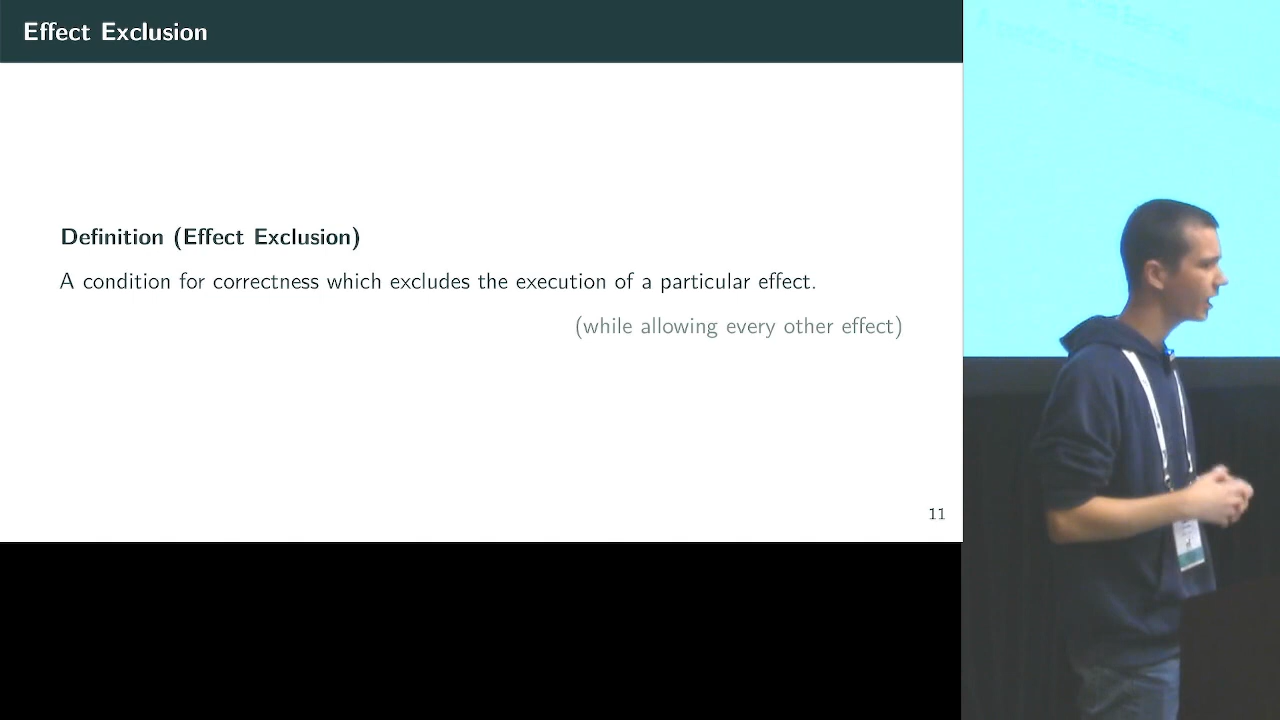 Effect Exclusion
Definition (Effect Exclusion)
A condition for correctness which excludes the execution of a particular effect.
(while allowing every other effect)
11